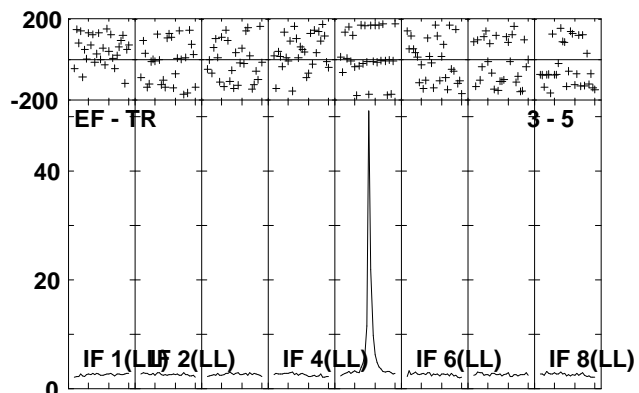 200
-200
EF - TR 3 - 5
40
20
IF 1(LL) IF 2(LL) IF 4(LL) IF 6(LL) IF 8(LL)
0